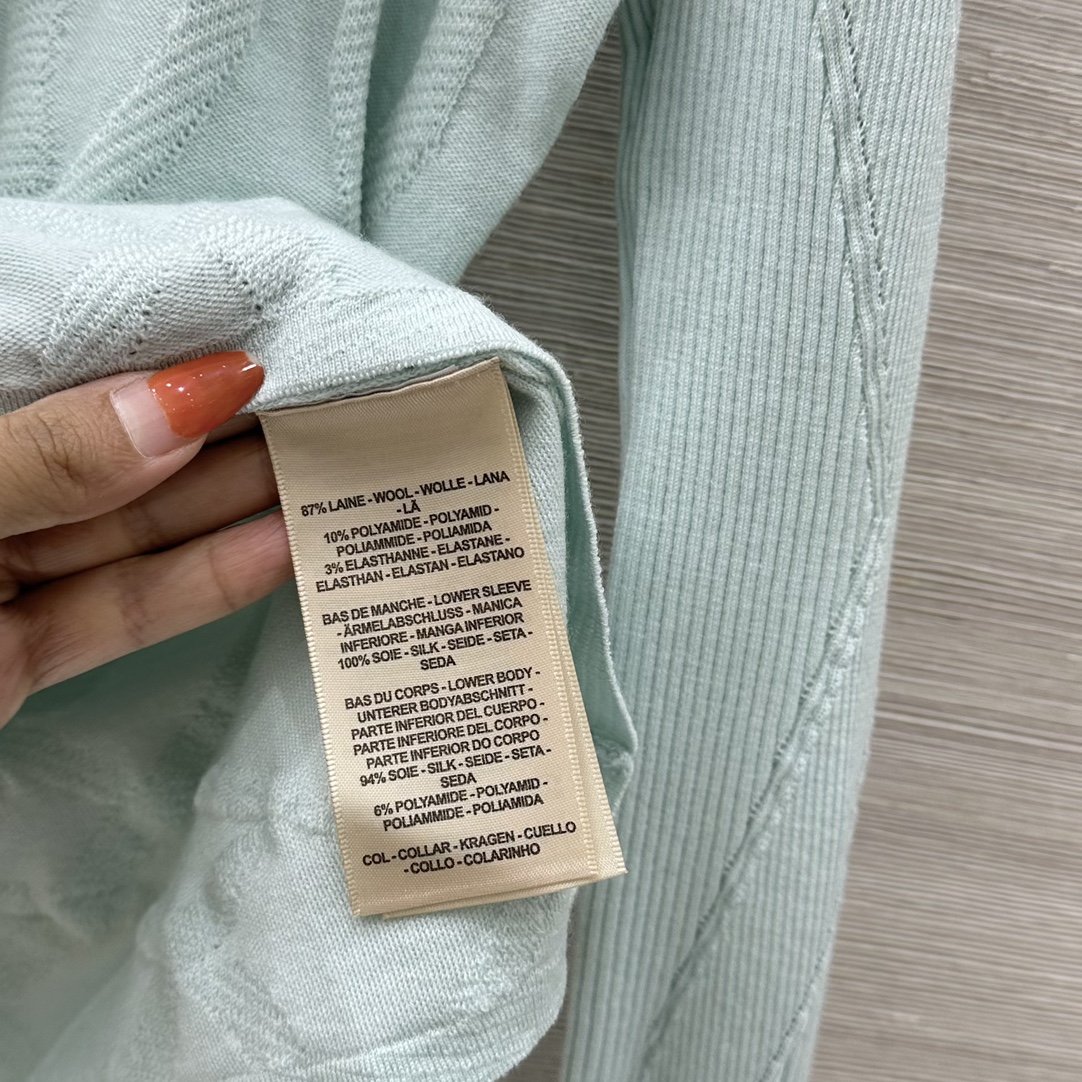 87% LAINE - WOOL - WOLLE - LANA
- LÃ
10% POLYAMIDE - POLYAMID -
POLIAMMIDE - POLIAMIDA
3% ELASTHANNE - ELASTANE -
ELASTHAN - ELASTAN - ELASTANO
BAS DE MANCHE - LOWER SLEEVE
- ÄRMELABSCHLUSS - MANICA
INFERIORE - MANGA INFERIOR
100% SOIE - SILK - SEIDE - SETA -
SEDA
BAS DU CORPS - LOWER BODY -
UNTERER BODYABSCHNITT -
PARTE INFERIOR DEL CUERPO -
PARTE INFERIORE DEL CORPO -
PARTE INFERIOR DO CORPO
94% SOIE - SILK - SEIDE - SETA -
SEDA
6% POLYAMIDE - POLYAMID -
POLIAMMIDE - POLIAMIDA
COL - COLLAR - KRAGEN - CUELLO
- COLLO - COLARINHO